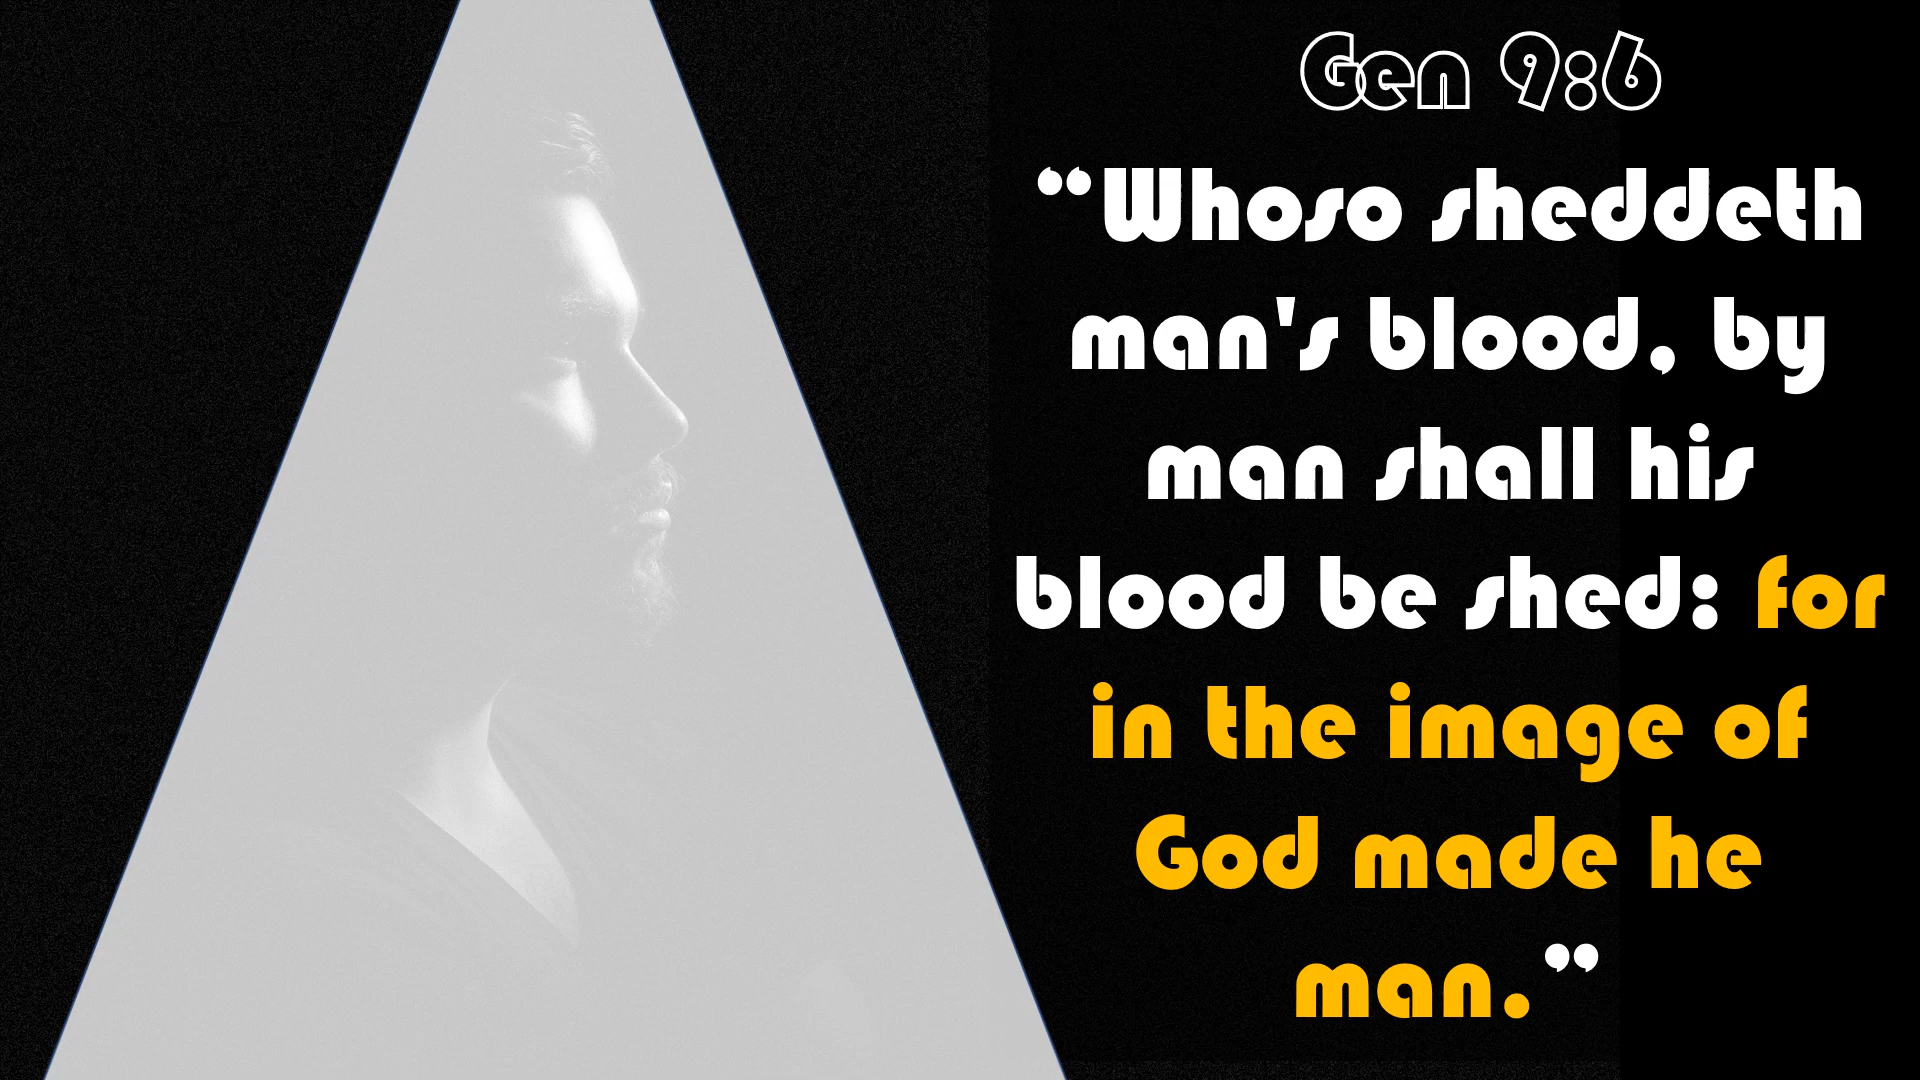 Gen 9:6
“Whoso sheddeth
man's blood, by
man shall his
blood be shed: for
in the image of
God made he
man.”